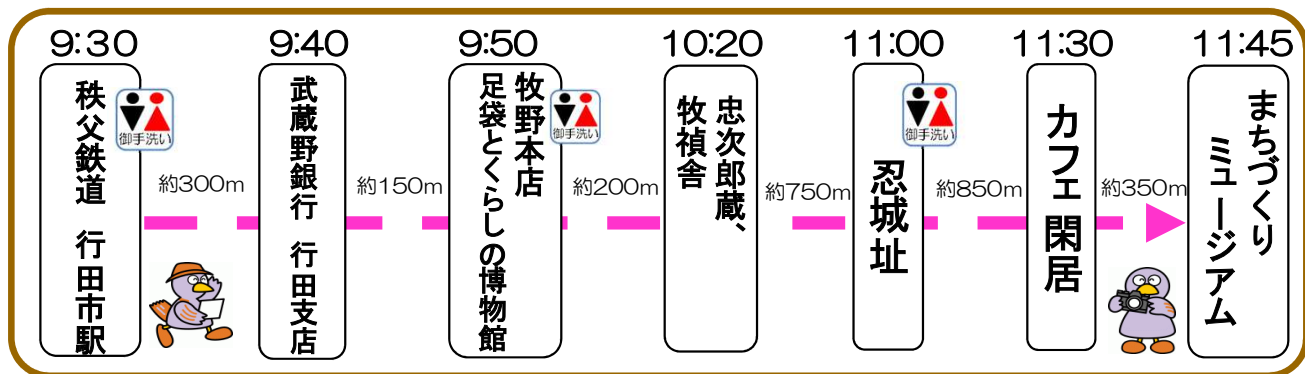 9:30
9:40
9:50
10:20
11:00
11:30
11:45
秩父鉄道 行田市駅
御手洗い
約300m
武蔵野銀行 行田支店
約150m
牧野本店
足袋とくらしの博物館
御手洗い
約200m
忠次郎蔵、
牧禎舎
約750m
忍城址
御手洗い
約850m
カフェ 閑居
約350m
まちづくり
ミュージアム